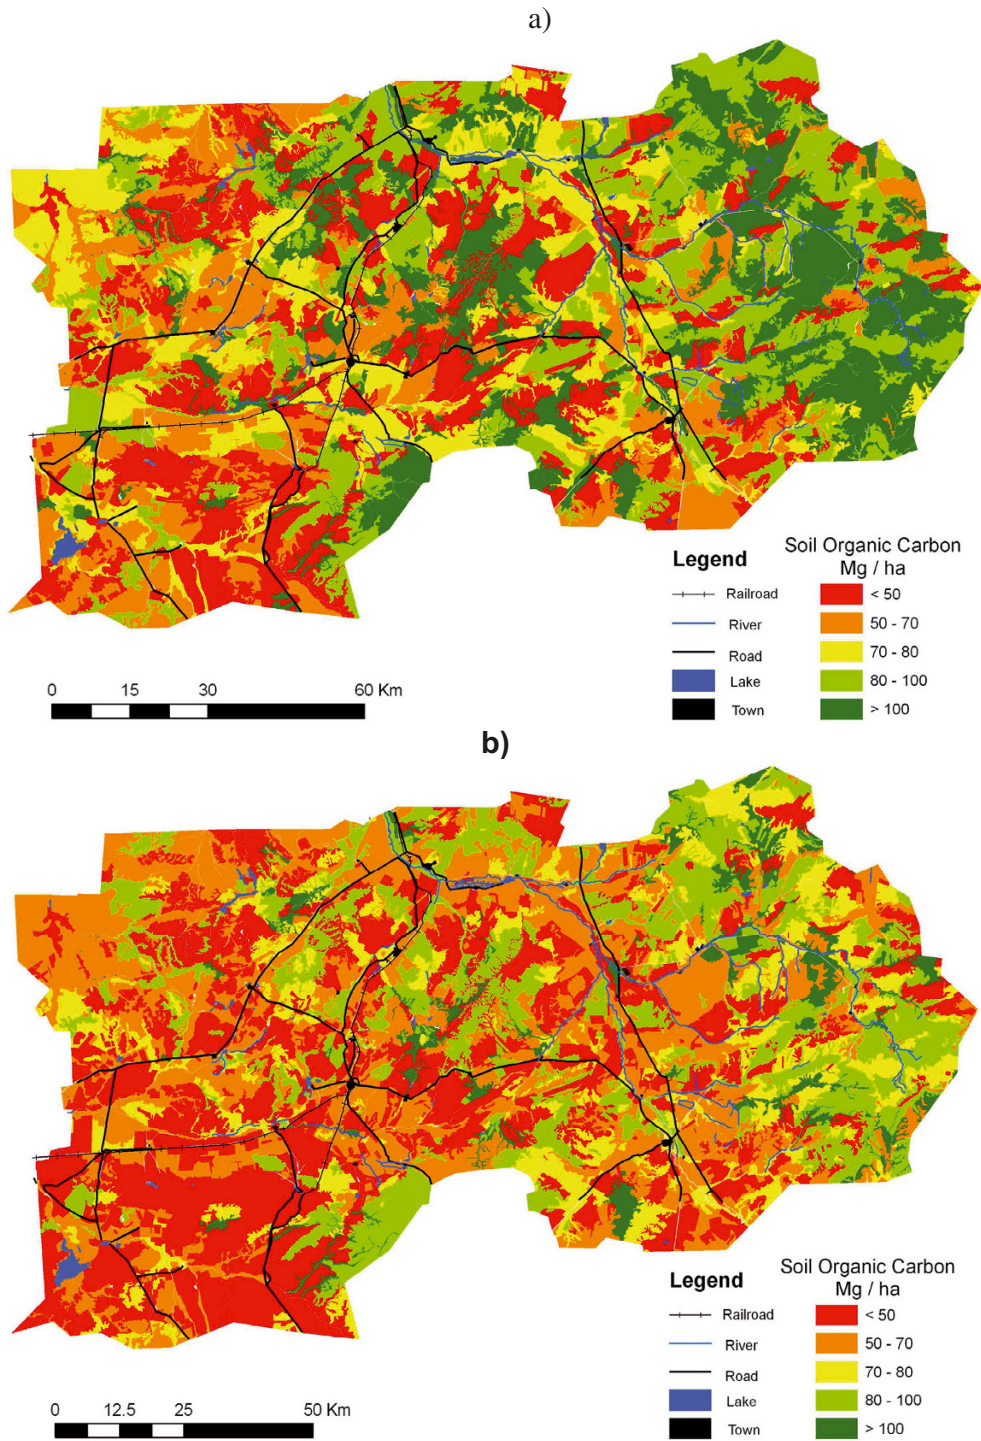 a)
Legend
Soil Organic Carbon
Mg / ha
Railroad
< 50
River
50 - 70
Road
70 - 80
Lake
80 - 100
Town
> 100
0 15 30 60 Km
b)
Legend
Soil Organic Carbon
Mg / ha
Railroad
< 50
River
50 - 70
Road
70 - 80
Lake
80 - 100
Town
> 100
0 12.5 25 50 Km